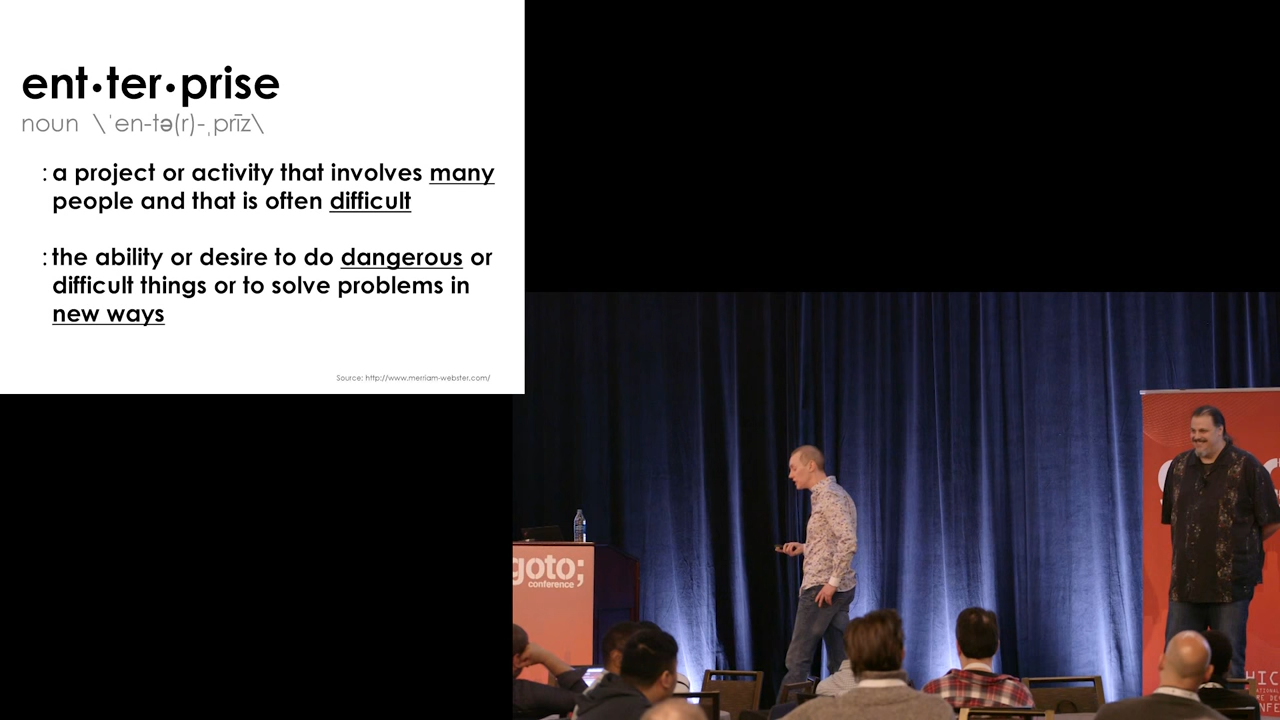 ent•ter•prise
noun \ˈen-tə(r)-ˌprīz\
: a project or activity that involves many
people and that is often difficult
: the ability or desire to do dangerous or
difficult things or to solve problems in
new ways
Source: http://www.merriam-webster.com/
goto;
conference